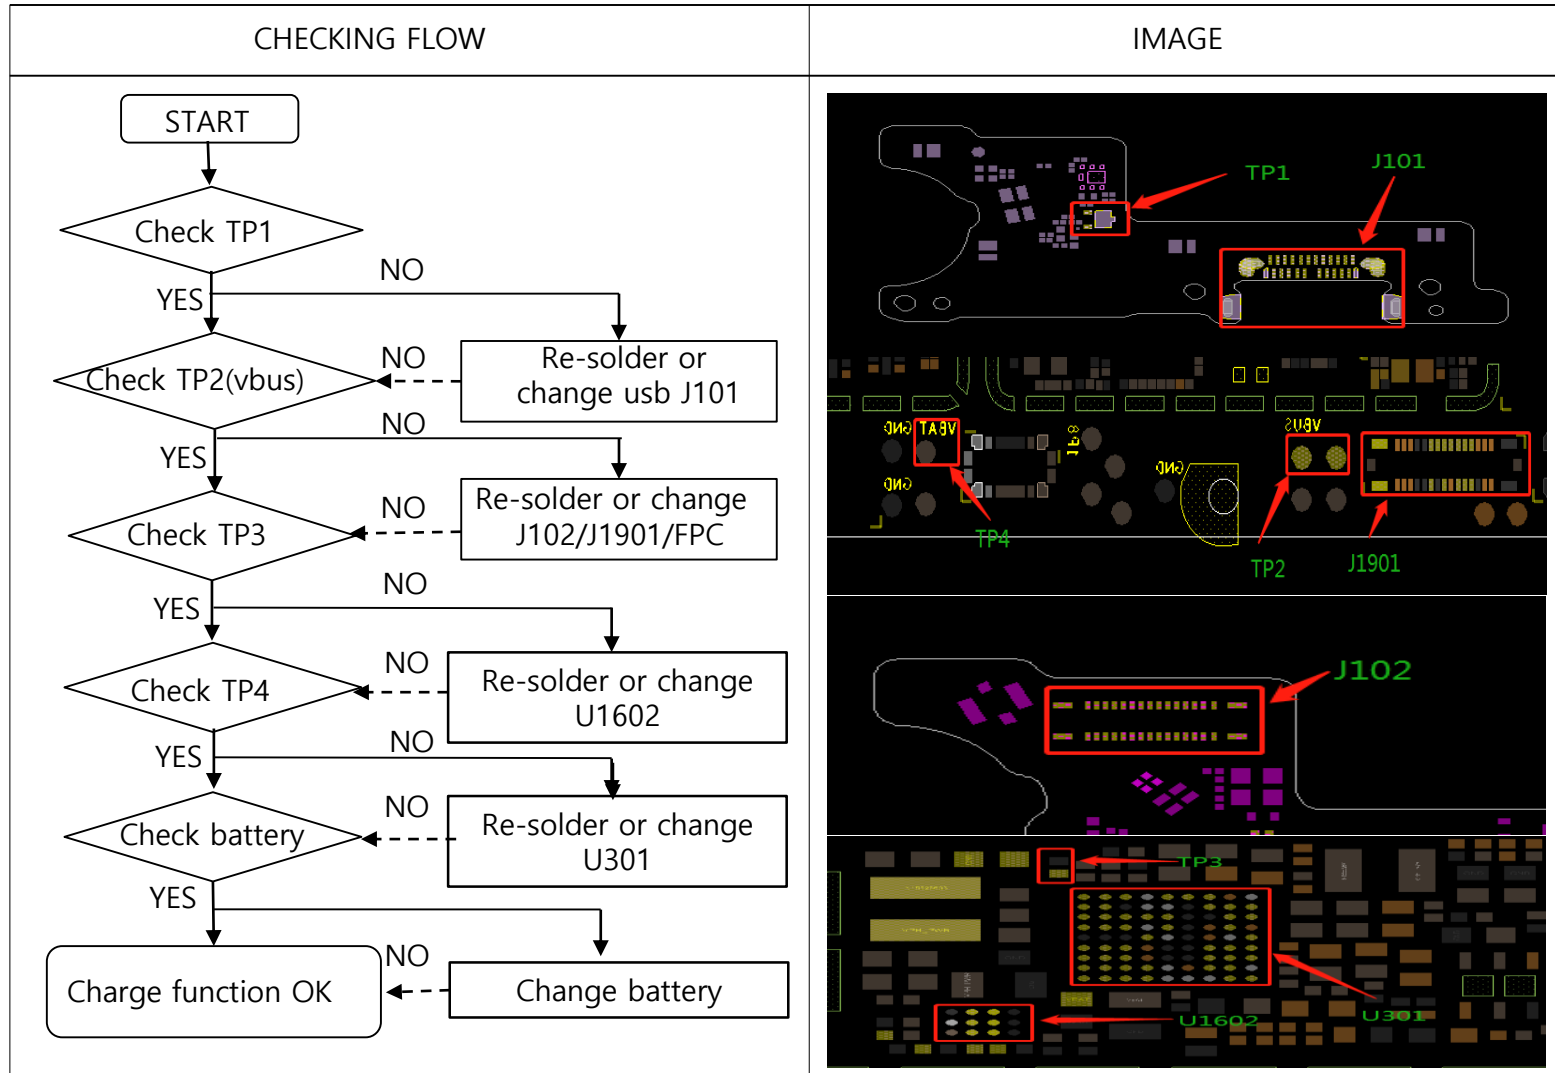 CHECKING FLOW
IMAGE
START
Check TP1
NO
YES
Check TP2(vbus)
NO
Re-solder or
change usb J101
NO
YES
Check TP3
NO
Re-solder or change
J102/J1901/FPC
NO
YES
Check TP4
NO
Re-solder or change
U1602
NO
YES
Check battery
NO
Re-solder or change
U301
YES
Charge function OK
NO
Change battery
TP1
J101
GND
VBAT
1P8
VBUS
GND
GND
TP4
TP2
J1901
J102
TP3
U1602
U301